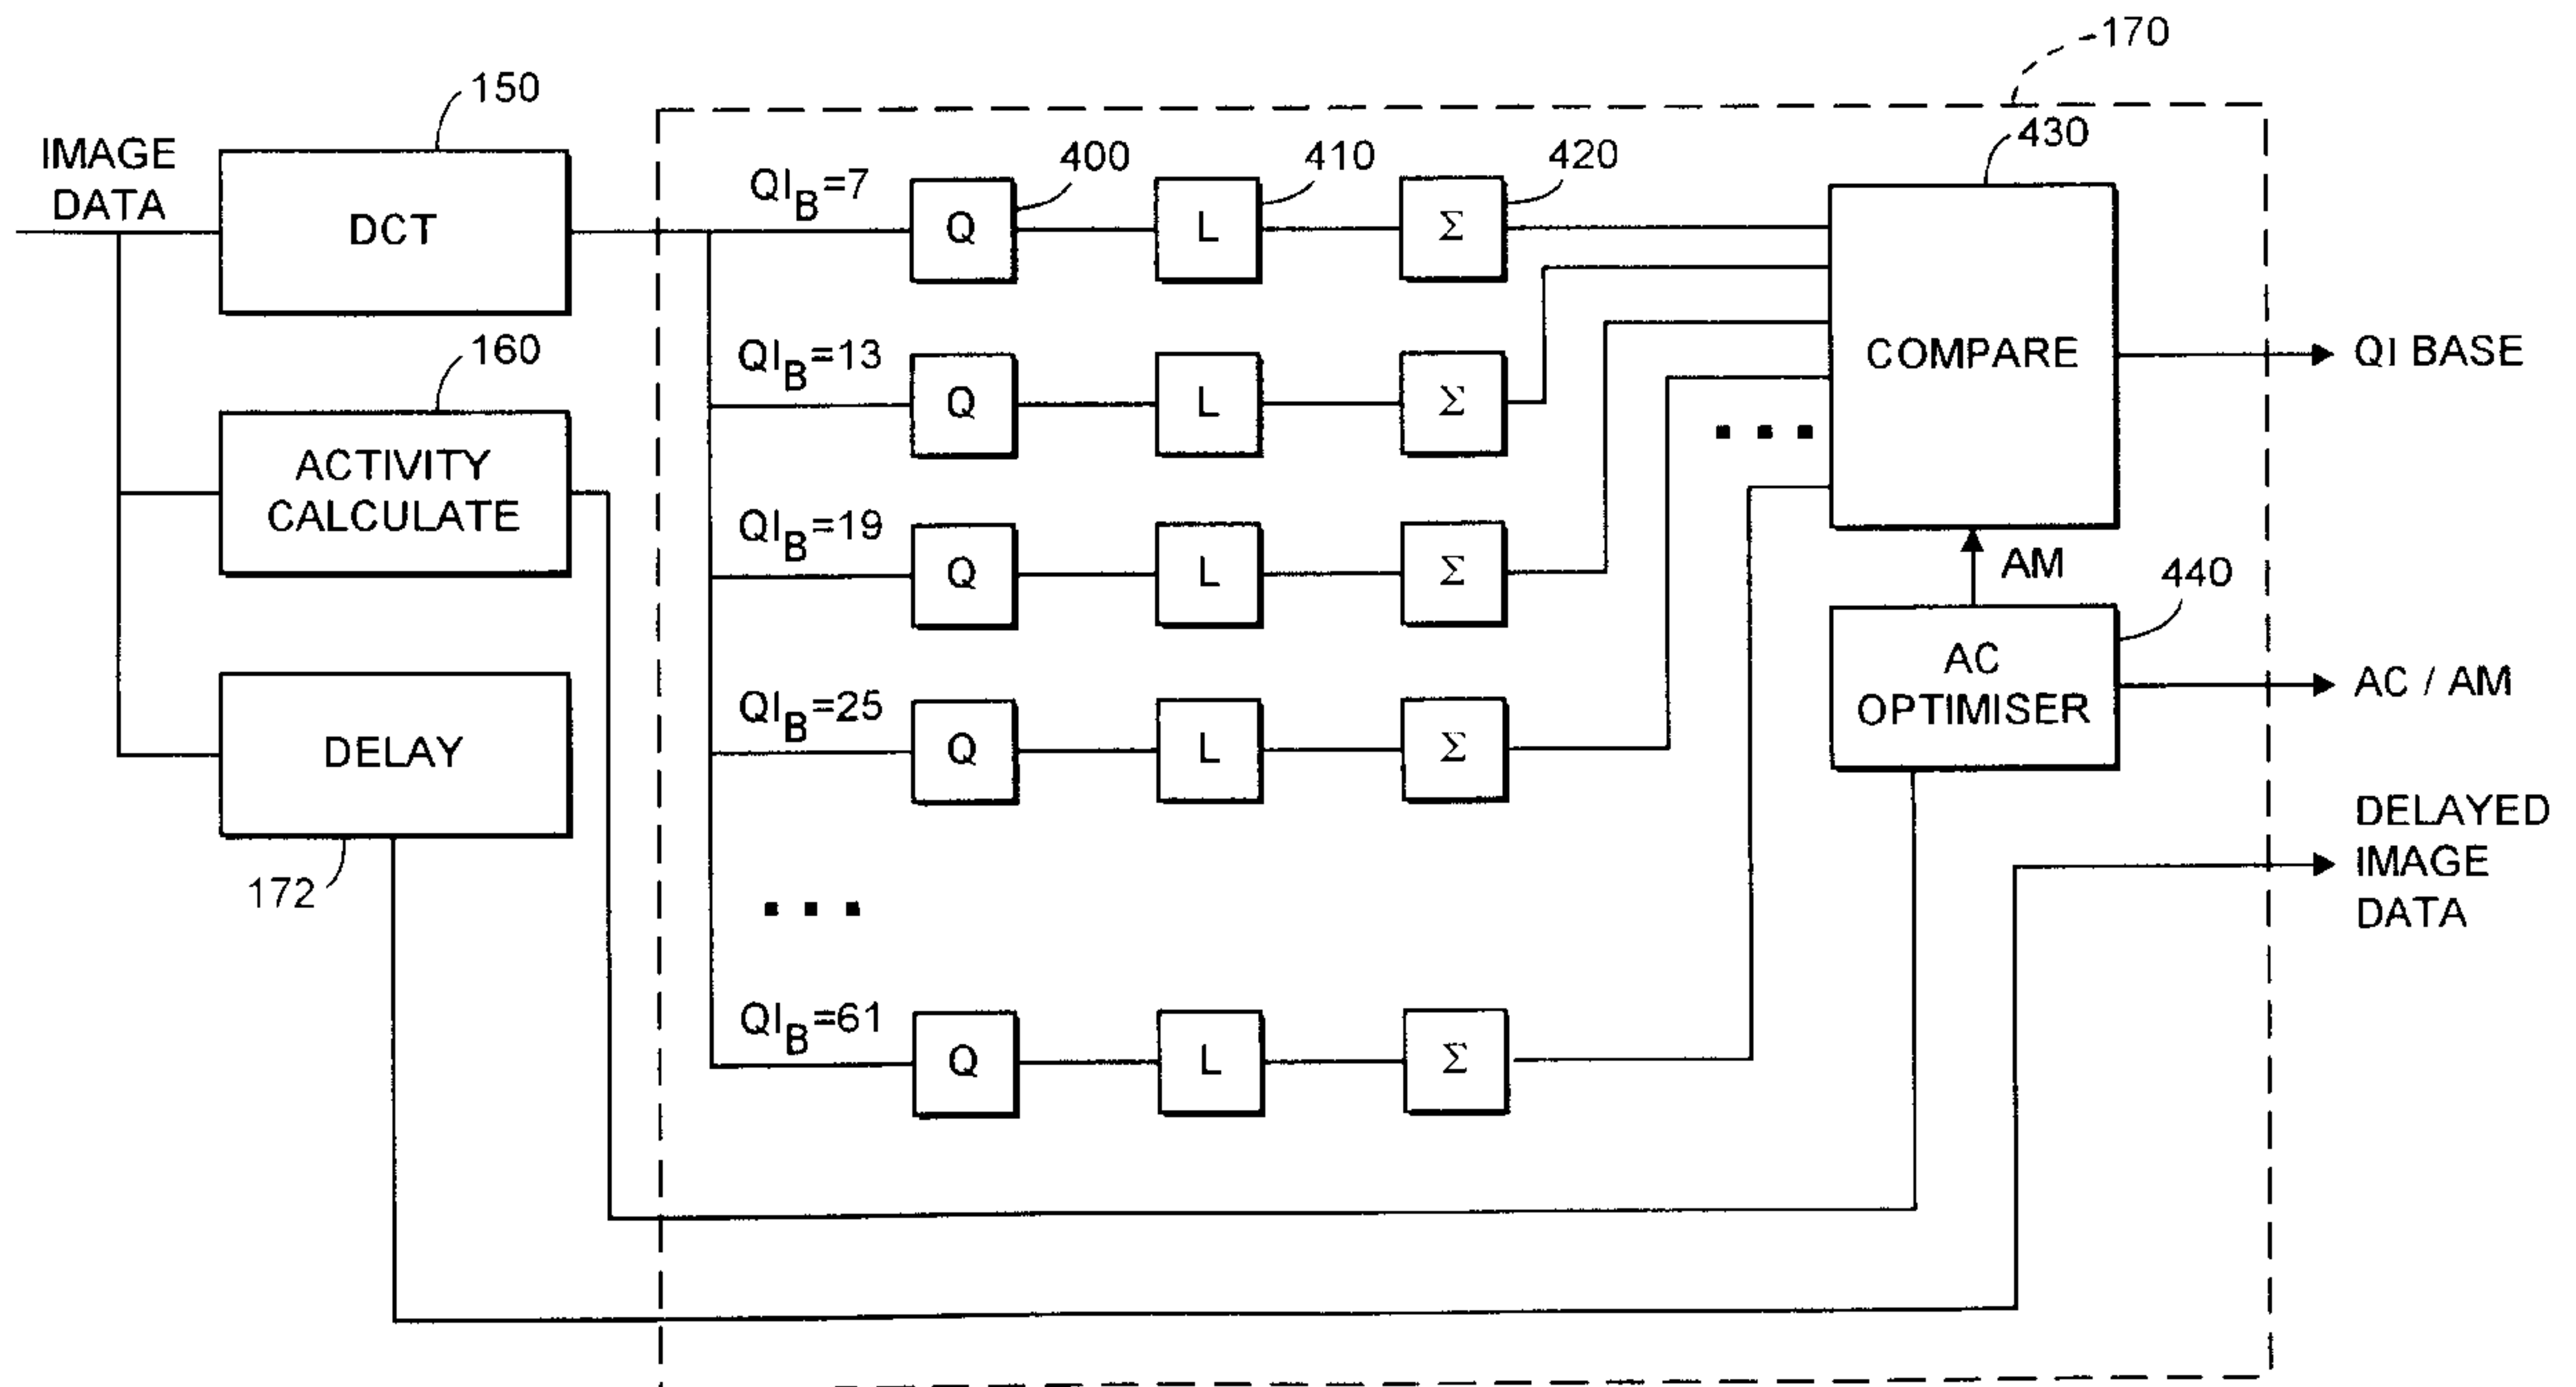 170
150
430
IMAGE
DATA
DCT
QIB=7
Q
400
L
410
Σ
420
COMPARE
QI BASE
160
ACTIVITY
CALCULATE
QIB=13
Q
L
Σ
QIB=19
Q
L
Σ
AM
440
AC
OPTIMISER
AC / AM
DELAY
172
QIB=25
Q
L
Σ
DELAYED
IMAGE
DATA
QIB=61
Q
L
Σ